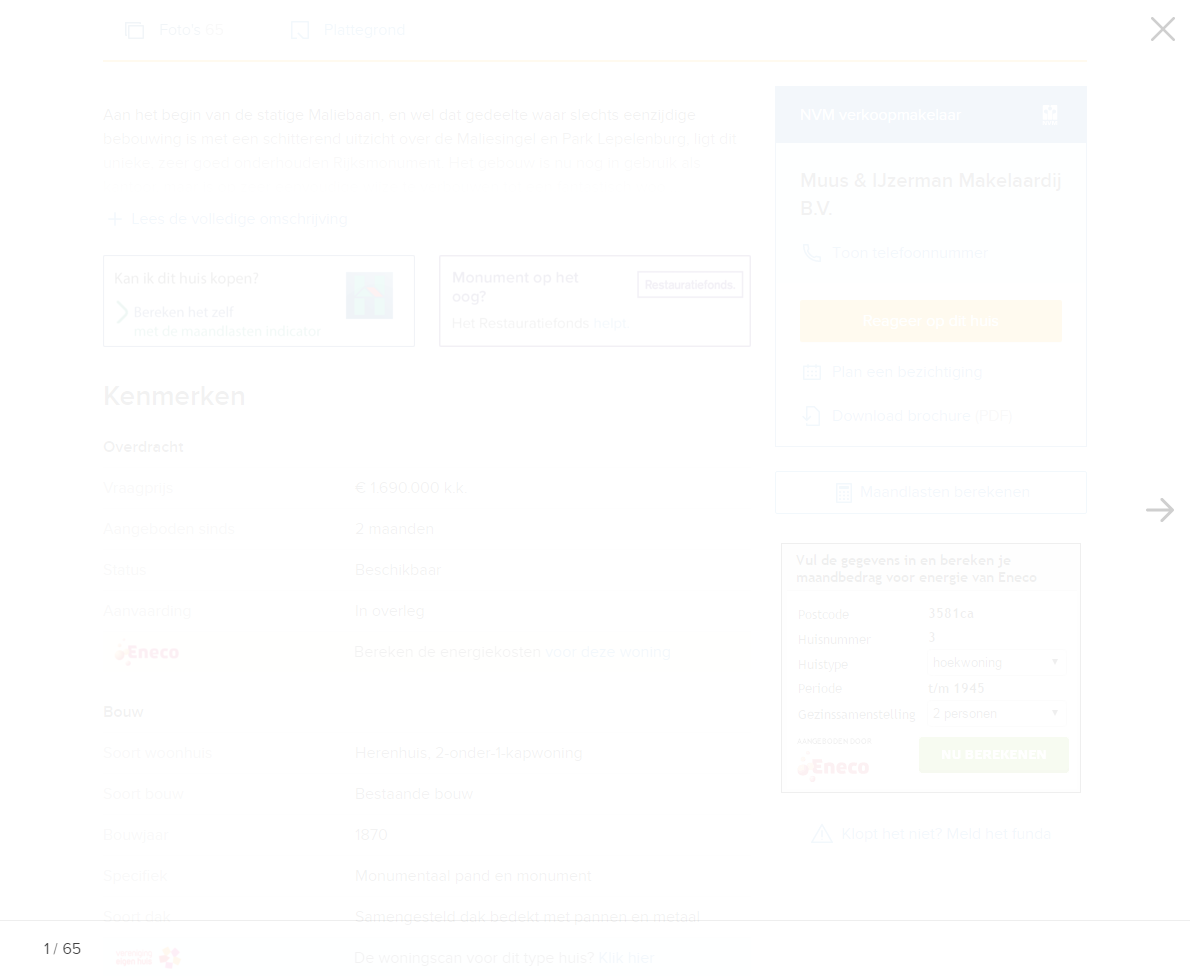 Foto's 65
Plattegrond
Aan het begin van de statige Maliebaan, en wel dat gedeelte waar slechts eenzijdige
bebouwing is met een schitterend uitzicht over de Maliesingel en Park Lepelenburg, ligt dit
unieke, zeer goed onderhouden Rijksmonument. Het gebouw is nu nog in gebruik als
Lees de volledige omschrijving
Kan ik dit huis kopen?
Bereken het zelf
met de maandlasten indicator
Monument op het
oog?
Restauratiefonds.
Het Restauratiefonds helpt
Kenmerken
Overdracht
Vraagprijs € 1.690.000 k.k.
Aangeboden sinds 2 maanden
Status Beschikbaar
Aanvaarding In overleg
Eneco Bereken de energiekosten voor deze woning
Bouw
Soort woonhuis Herenhuis, 2-onder-1-kapwoning
Soort bouw Bestaande bouw
Bouwjaar 1870
Specifiek Monumentaal pand en monument
Soort dak Samengesteld dak bedekt met pannen en metaal
vereniging
eigen huis De woningscan voor dit type huis? Klik hier
NVM verkoopmakelaar
Muus & IJzerman Makelaardij
B.V.
Toon telefoonnummer
Reageer op dit huis
Plan een bezichtiging
Download brochure (PDF)
Maandlasten berekenen
Vul de gegevens in en bereken je
maandbedrag voor energie van Eneco
Postcode 3581ca
Huisnummer 3
Huistype hoekwoning
Periode t/m 1945
Gezinssamenstelling 2 personen
AANGEBODEN DOOR
Eneco
NU BEREKENEN
Klopt het niet? Meld het funda
1 / 65